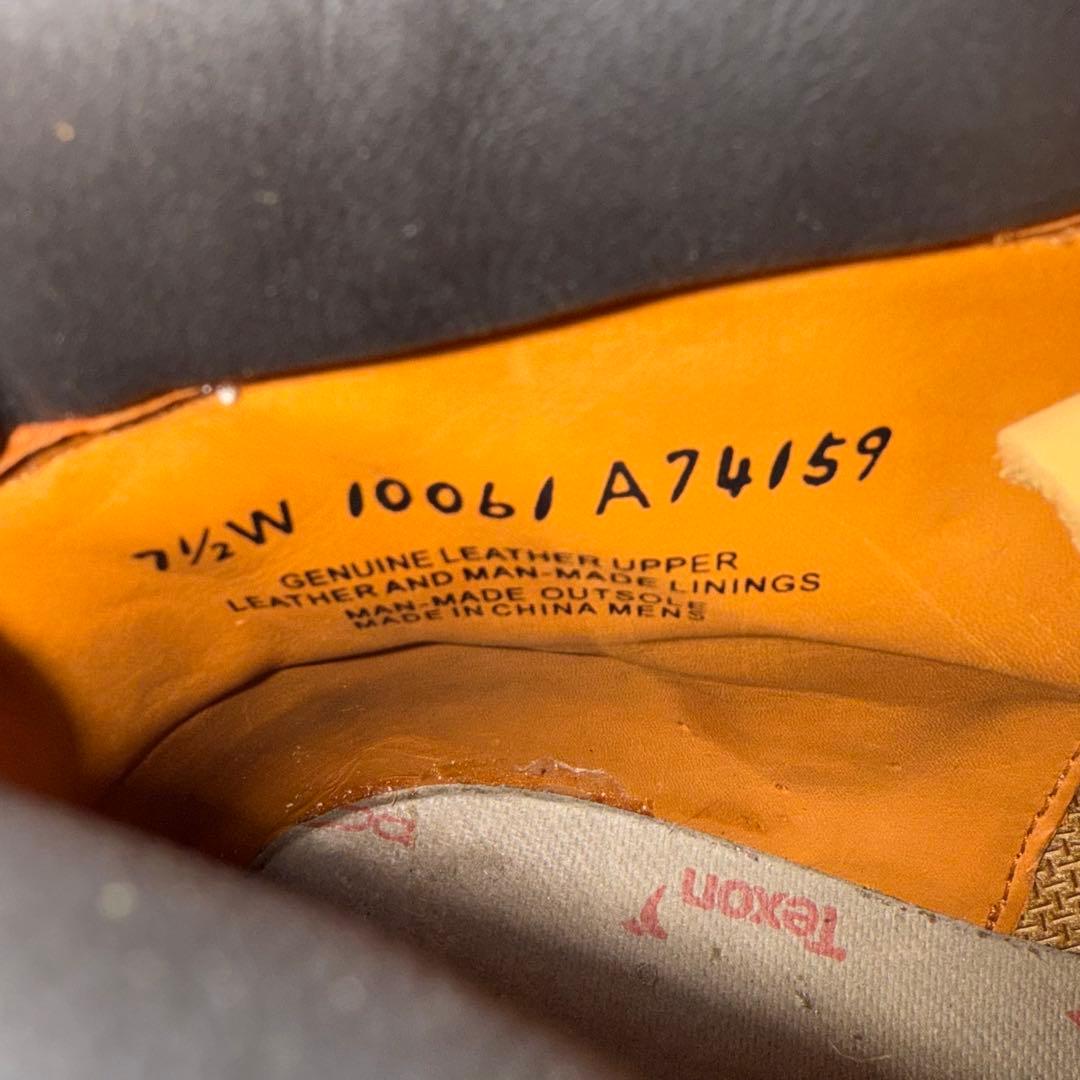 7½W 10061 A74159
GENUINE LEATHER UPPER
LEATHER AND MAN-MADE LININGS
MAN-MADE OUTSOLE
MADE IN CHINA MENS
Texon